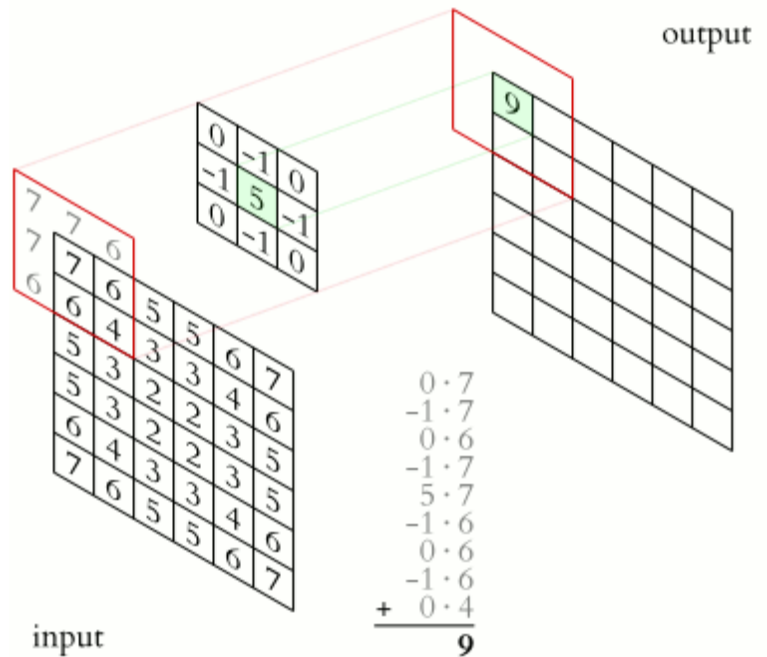 output
9
0 -1 0
-1 5 -1
0 -1 0
7 7 6
7 7 6 5 5 6 7
6 6 4 3 3 4 6
5 3 2 2 3 5
5 3 2 2 3 5
6 4 3 3 4 6
7 6 5 5 6 7
0 · 7
-1 · 7
0 · 6
-1 · 7
5 · 7
-1 · 6
0 · 6
-1 · 6
+ 0 · 4
9
input